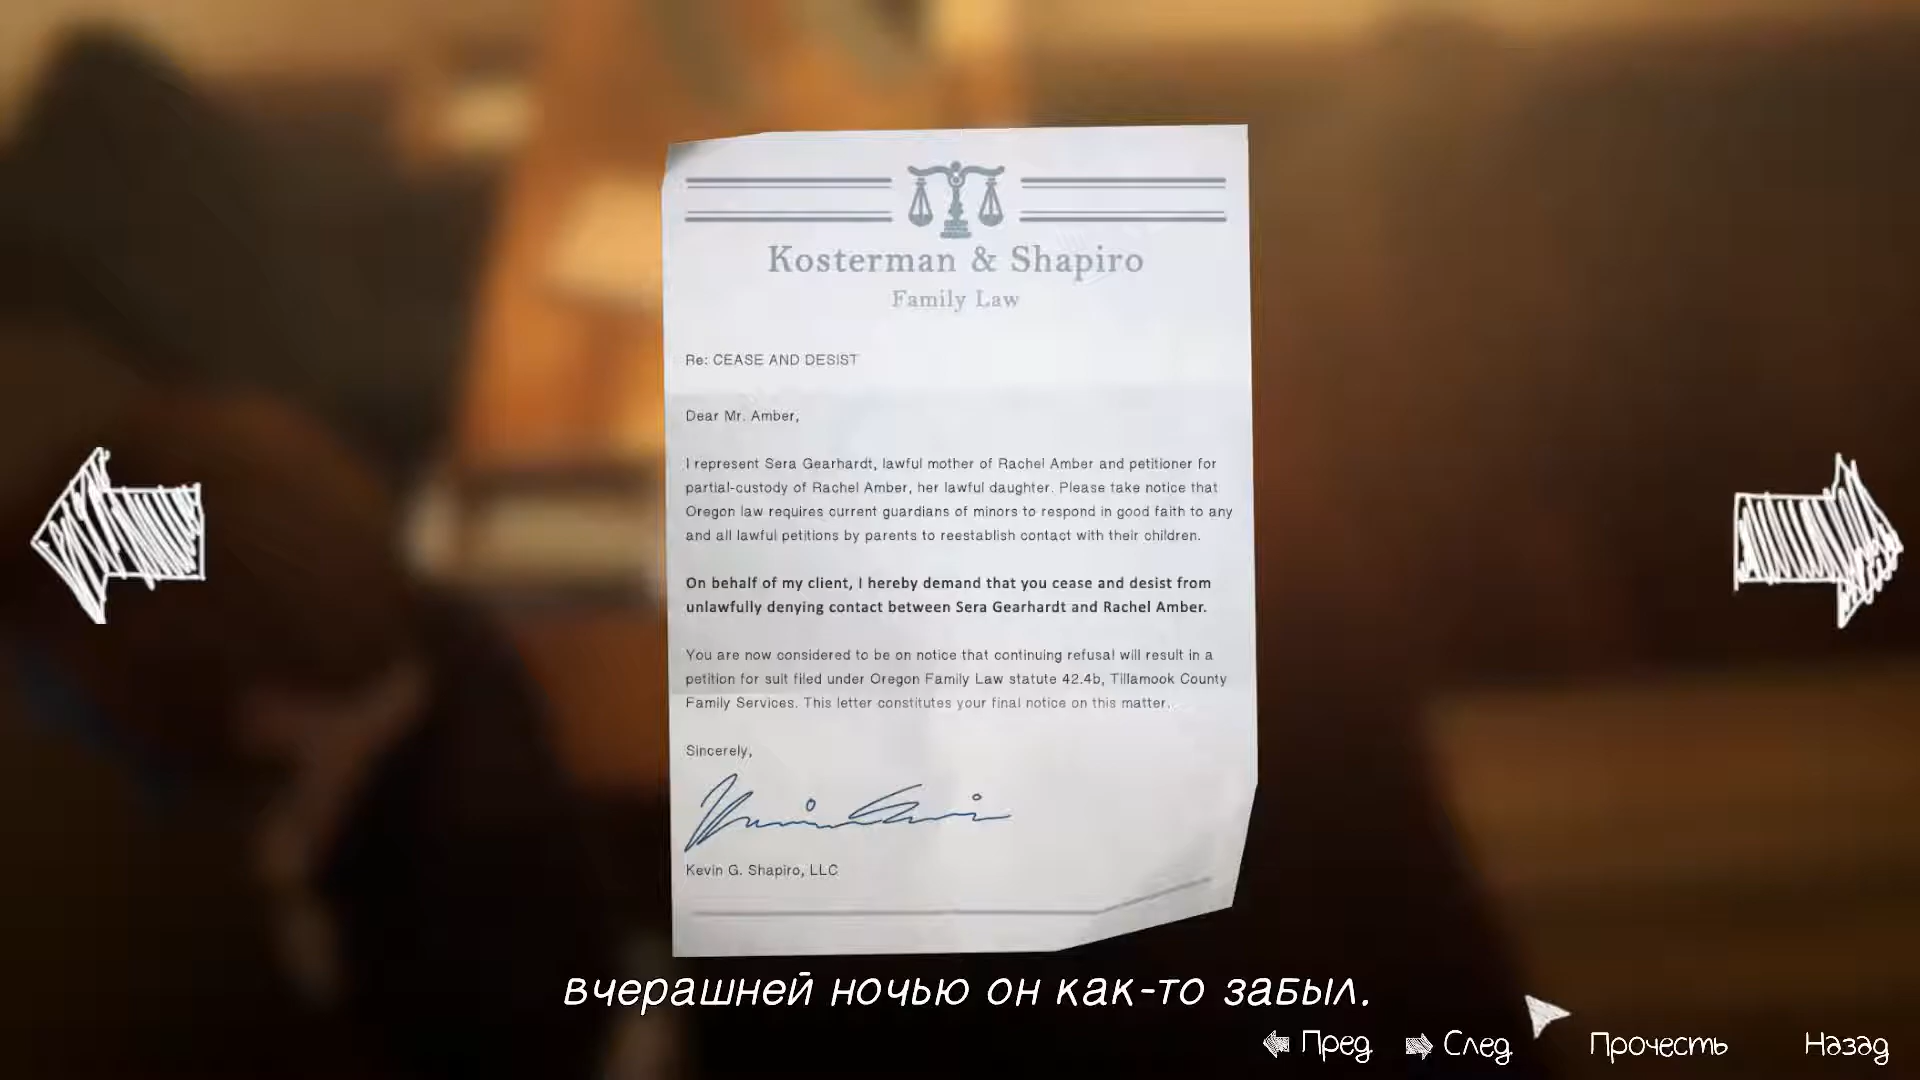 Kosterman & Shapiro
Family Law
Re: CEASE AND DESIST
Dear Mr. Amber,
I represent Sera Gearhardt, lawful mother of Rachel Amber and petitioner for
partial-custody of Rachel Amber, her lawful daughter. Please take notice that
Oregon law requires current guardians of minors to respond in good faith to any
and all lawful petitions by parents to reestablish contact with their children.
On behalf of my client, I hereby demand that you cease and desist from
unlawfully denying contact between Sera Gearhardt and Rachel Amber.
You are now considered to be on notice that continuing refusal will result in a
petition for suit filed under Oregon Family Law statute 42.4b, Tillamook County
Family Services. This letter constitutes your final notice on this matter.
Sincerely,
Kevin G. Shapiro, LLC
вчерашней ночью он как-то забыл.
Пред. След. Прочесть Назад